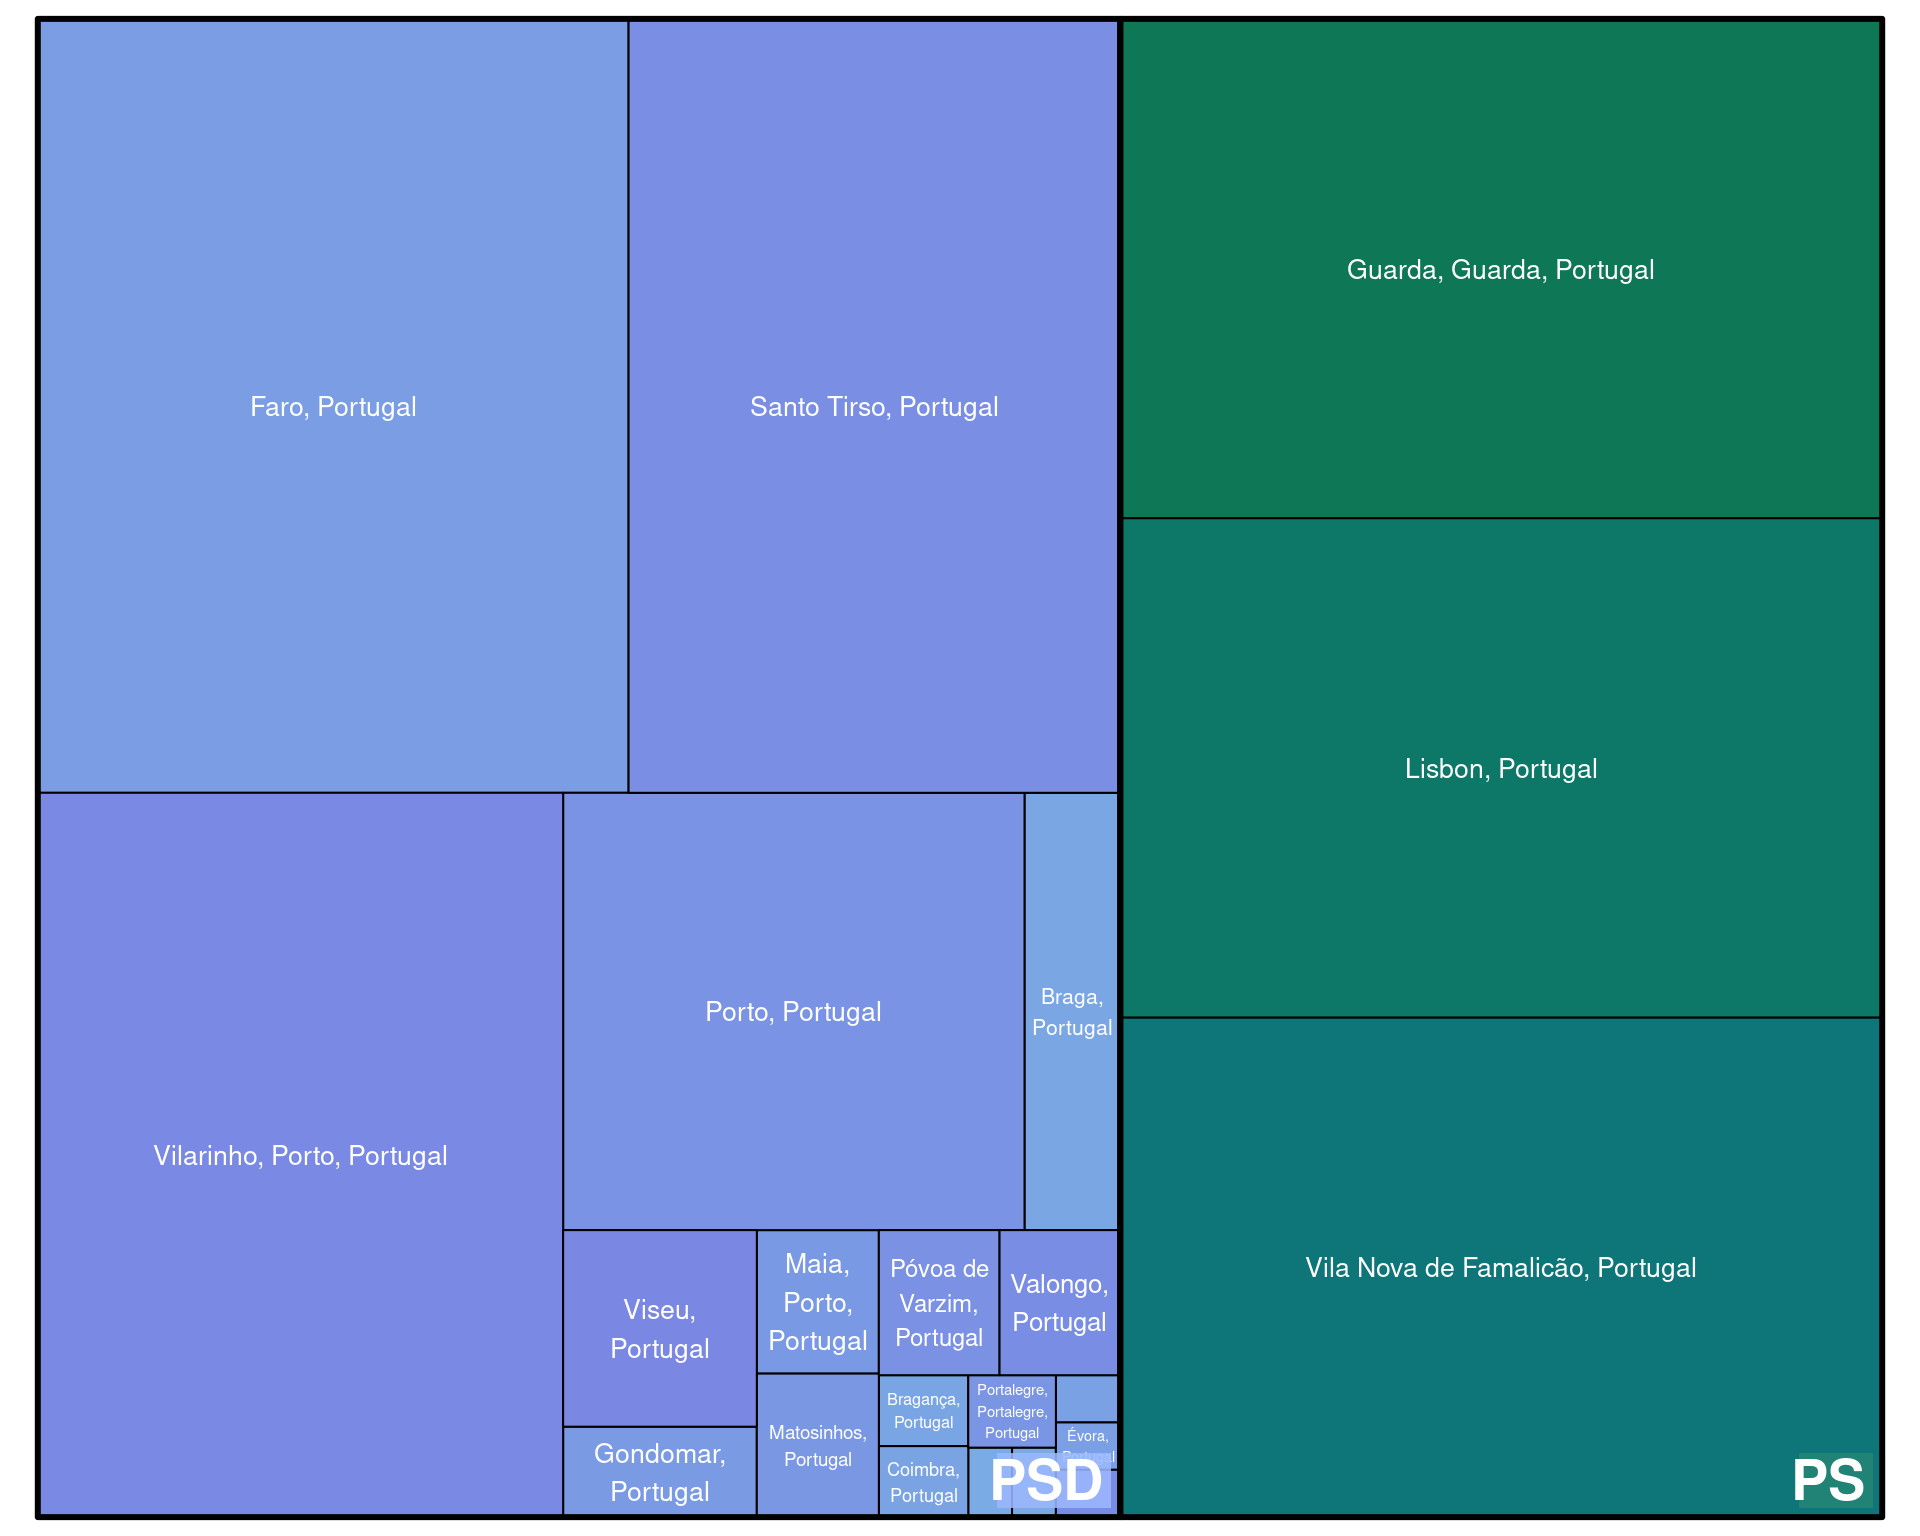 Faro, Portugal
Santo Tirso, Portugal
Guarda, Guarda, Portugal
Lisbon, Portugal
Vilarinho, Porto, Portugal
Porto, Portugal
Braga,
Portugal
Viseu,
Portugal
Maia,
Porto,
Portugal
Póvoa de
Varzim,
Portugal
Valongo,
Portugal
Gondomar,
Portugal
Matosinhos,
Portugal
Bragança,
Portugal
Portalegre,
Portalegre,
Portugal
Évora,
Portugal
Coimbra,
Portugal
PSD
Vila Nova de Famalicão, Portugal
PS